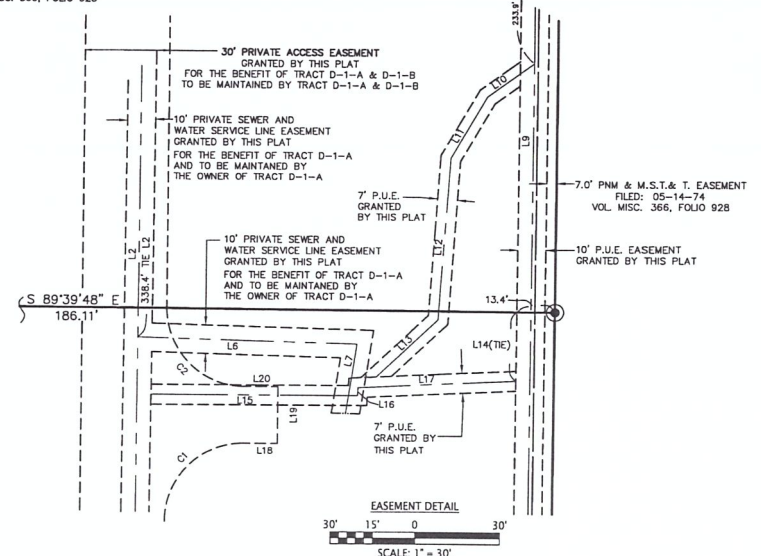 233.9'
30' PRIVATE ACCESS EASEMENT
GRANTED BY THIS PLAT
FOR THE BENEFIT OF TRACT D-1-A & D-1-B
TO BE MAINTAINED BY TRACT D-1-A & D-1-B
L10
10' PRIVATE SEWER AND
WATER SERVICE LINE EASEMENT
GRANTED BY THIS PLAT
FOR THE BENEFIT OF TRACT D-1-A
AND TO BE MAINTANED BY
THE OWNER OF TRACT D-1-A
L11
L9
7' P.U.E.
GRANTED
BY THIS PLAT
7.0' PNM & M.S.T.& T. EASEMENT
FILED: 05-14-74
VOL. MISC. 366, FOLIO 928
L2
338.4' TIE L2
L12
10' PRIVATE SEWER AND
WATER SERVICE LINE EASEMENT
GRANTED BY THIS PLAT
FOR THE BENEFIT OF TRACT D-1-A
AND TO BE MAINTANED BY
THE OWNER OF TRACT D-1-A
10' P.U.E. EASEMENT
GRANTED BY THIS PLAT
S 89°39'48" E
186.11'
13.4'
L6
L7
L13
L14(TIE)
C2
L20
L17
L15
L19
L16
7' P.U.E.
GRANTED BY
THIS PLAT
C1
L18
EASEMENT DETAIL
30' 15' 0 30'
SCALE: 1" = 30'